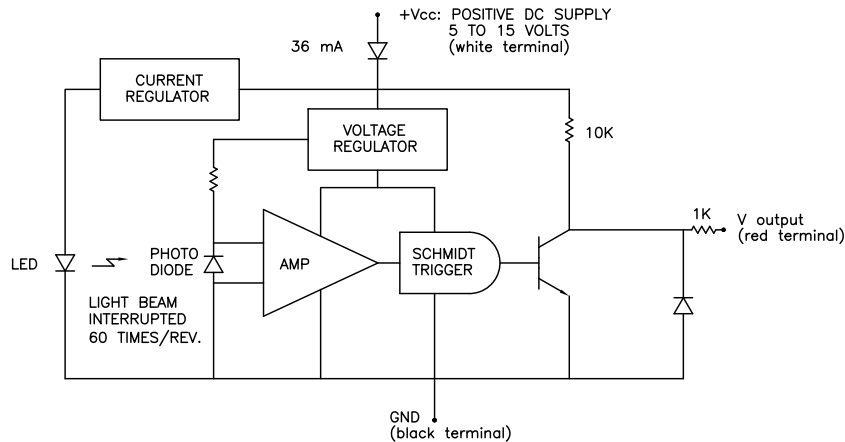 +Vcc: POSITIVE DC SUPPLY
5 TO 15 VOLTS
(white terminal)
36 mA
CURRENT
REGULATOR
VOLTAGE
REGULATOR
10K
1K
V output
(red terminal)
LED
PHOTO
DIODE
AMP
SCHMIDT
TRIGGER
LIGHT BEAM
INTERRUPTED
60 TIMES/REV.
GND
(black terminal)